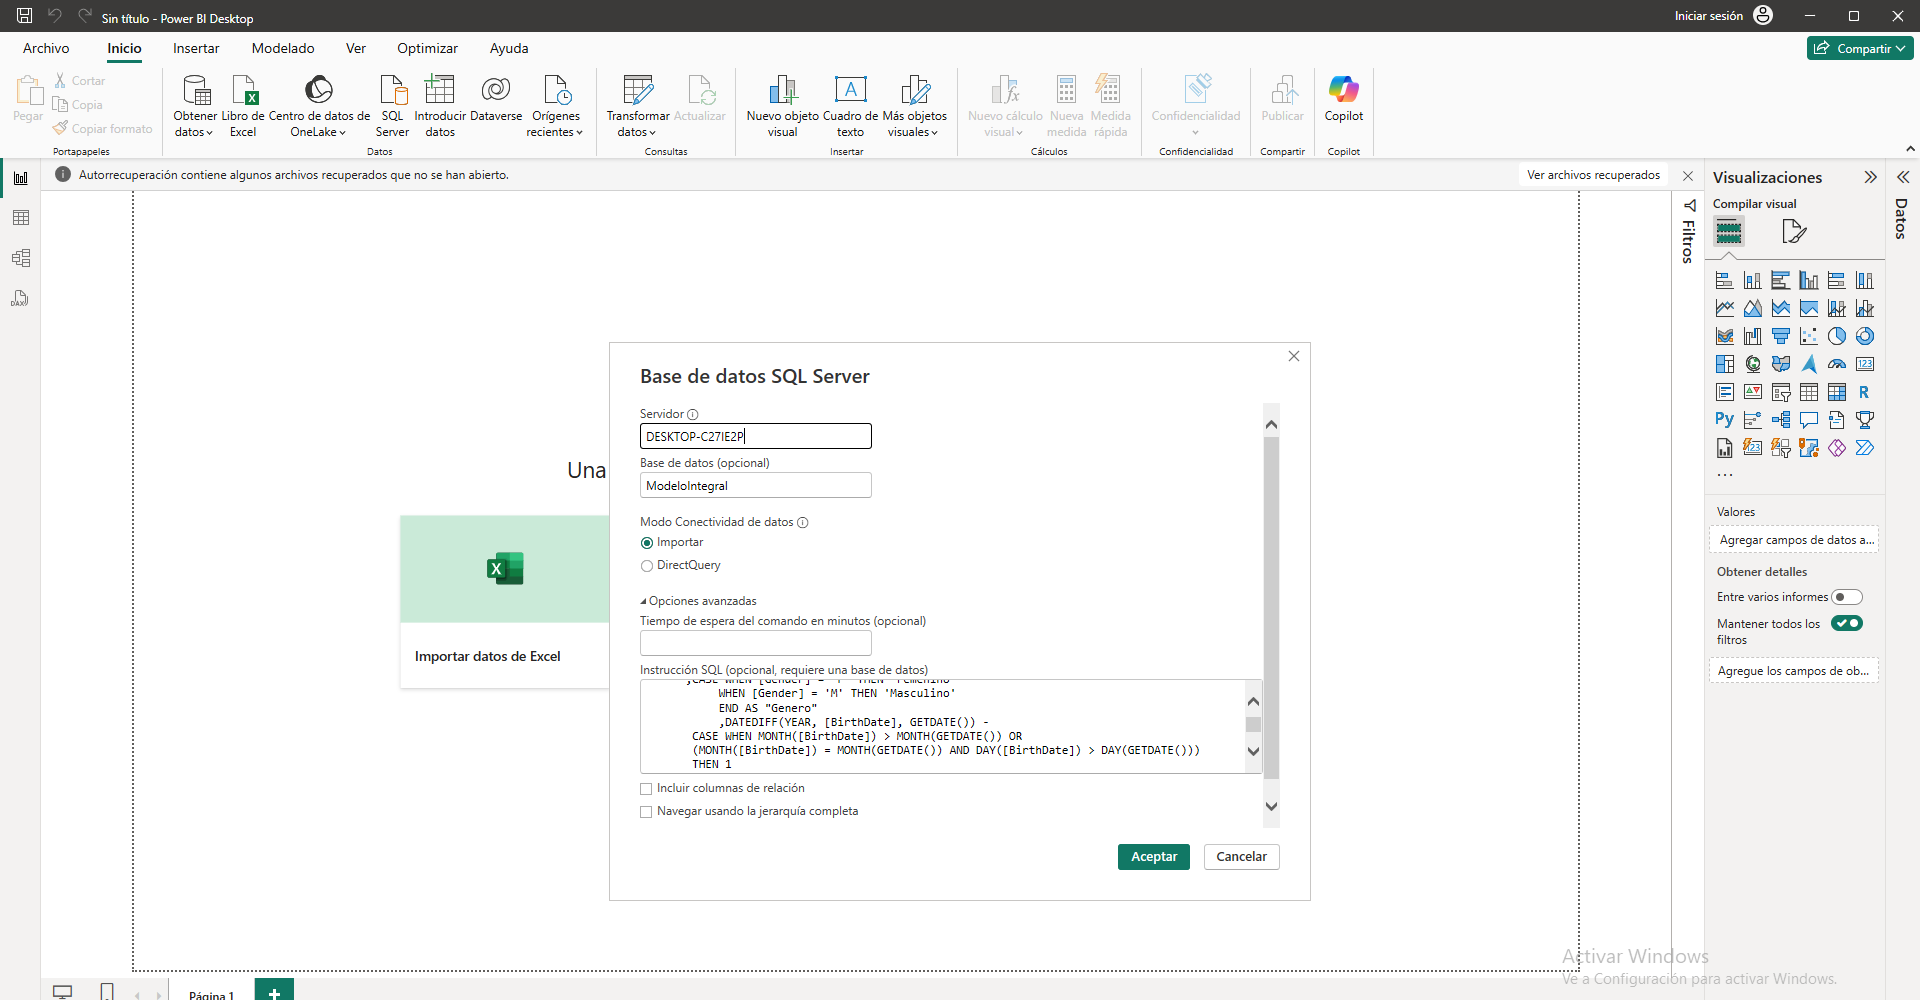 Sin título - Power BI Desktop
Iniciar sesión
Archivo
Inicio
Insertar
Modelado
Ver
Optimizar
Ayuda
Compartir
Pegar
Cortar
Copia
Copiar formato
Portapapeles
Obtener datos
Libro de Excel
Centro de datos de OneLake
SQL Server
Introducir datos
Dataverse
Orígenes recientes
Datos
Transformar datos
Actualizar
Consultas
Nuevo objeto visual
Cuadro de texto
A
Más objetos visuales
Insertar
Nuevo cálculo visual
Nueva medida
Medida rápida
Cálculos
Confidencialidad
Confidencialidad
Publicar
Compartir
Copilot
Copilot
Autorrecuperación contiene algunos archivos recuperados que no se han abierto.
Ver archivos recuperados
DAX
Filtros
Visualizaciones
Compilar visual
123
R
Py
123
...
Valores
Agregar campos de datos a...
Obtener detalles
Entre varios informes
Mantener todos los
filtros
Agregue los campos de ob...
Datos
Una
X
Importar datos de Excel
Base de datos SQL Server
Servidor
DESKTOP-C27IE2P
Base de datos (opcional)
ModeloIntegral
Modo Conectividad de datos
Importar
DirectQuery
Opciones avanzadas
Tiempo de espera del comando en minutos (opcional)
Instrucción SQL (opcional, requiere una base de datos)
,CASE WHEN [Gender] = 'F' THEN 'Femenino'
WHEN [Gender] = 'M' THEN 'Masculino'
END AS "Genero"
,DATEDIFF(YEAR, [BirthDate], GETDATE()) -
CASE WHEN MONTH([BirthDate]) > MONTH(GETDATE()) OR
(MONTH([BirthDate]) = MONTH(GETDATE()) AND DAY([BirthDate]) > DAY(GETDATE()))
THEN 1
Incluir columnas de relación
Navegar usando la jerarquía completa
Aceptar
Cancelar
Activar Windows
Ve a Configuración para activar Windows.
Página 1
+